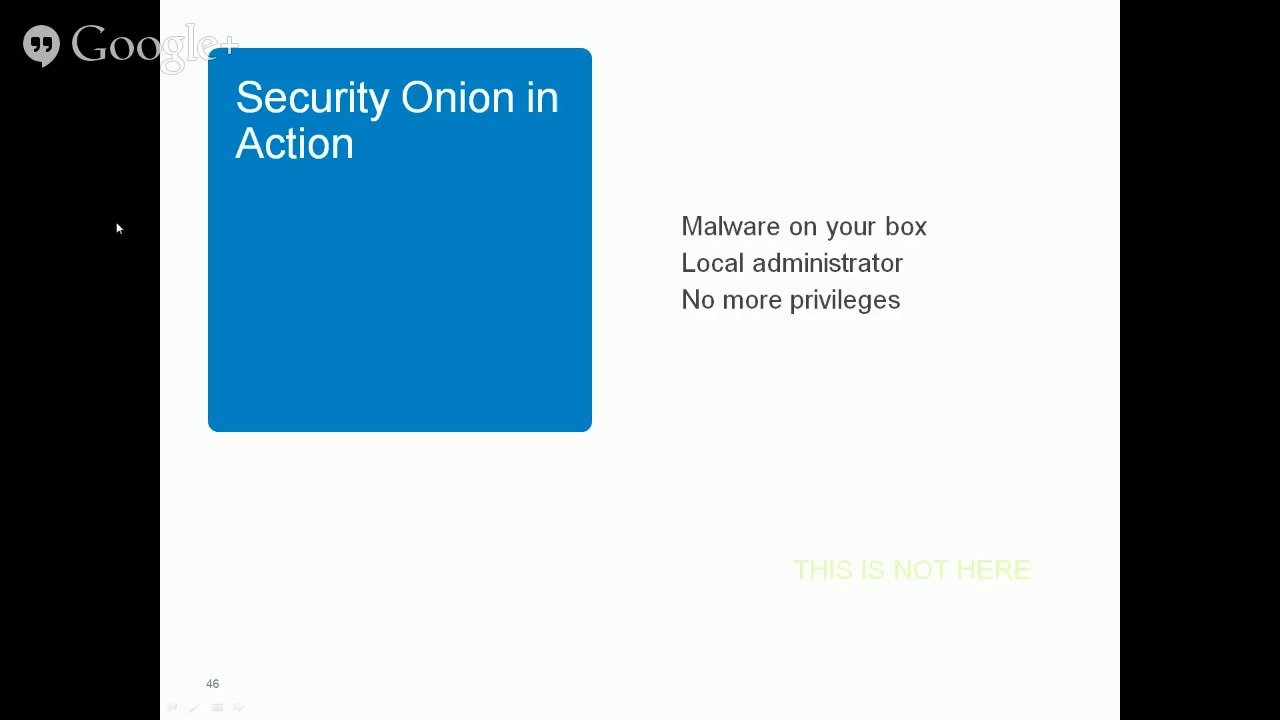 Google+
Security Onion in
Action
Malware on your box
Local administrator
No more privileges
THIS IS NOT HERE
46